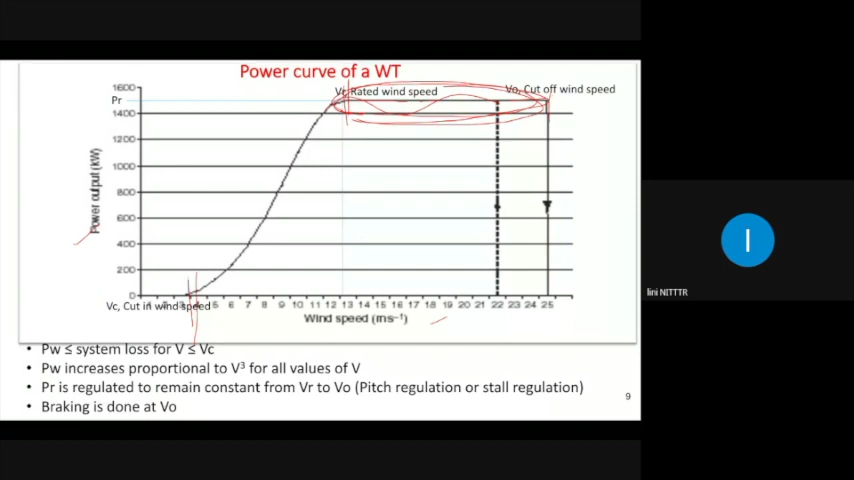 Power curve of a WT
1600
Vr, Rated wind speed
Vo, Cut off wind speed
Pr
1400
1200
1000
800
600
400
200
0
Power output (kW)
5 6 7 8 9 10 11 12 13 14 15 16 17 18 19 20 21 22 23 24 25
Vc, Cut in wind speed
Wind speed (ms⁻¹)
• Pw ≤ system loss for V ≤ Vc
• Pw increases proportional to V³ for all values of V
• Pr is regulated to remain constant from Vr to Vo (Pitch regulation or stall regulation)
• Braking is done at Vo
9
I
lini NITTTR